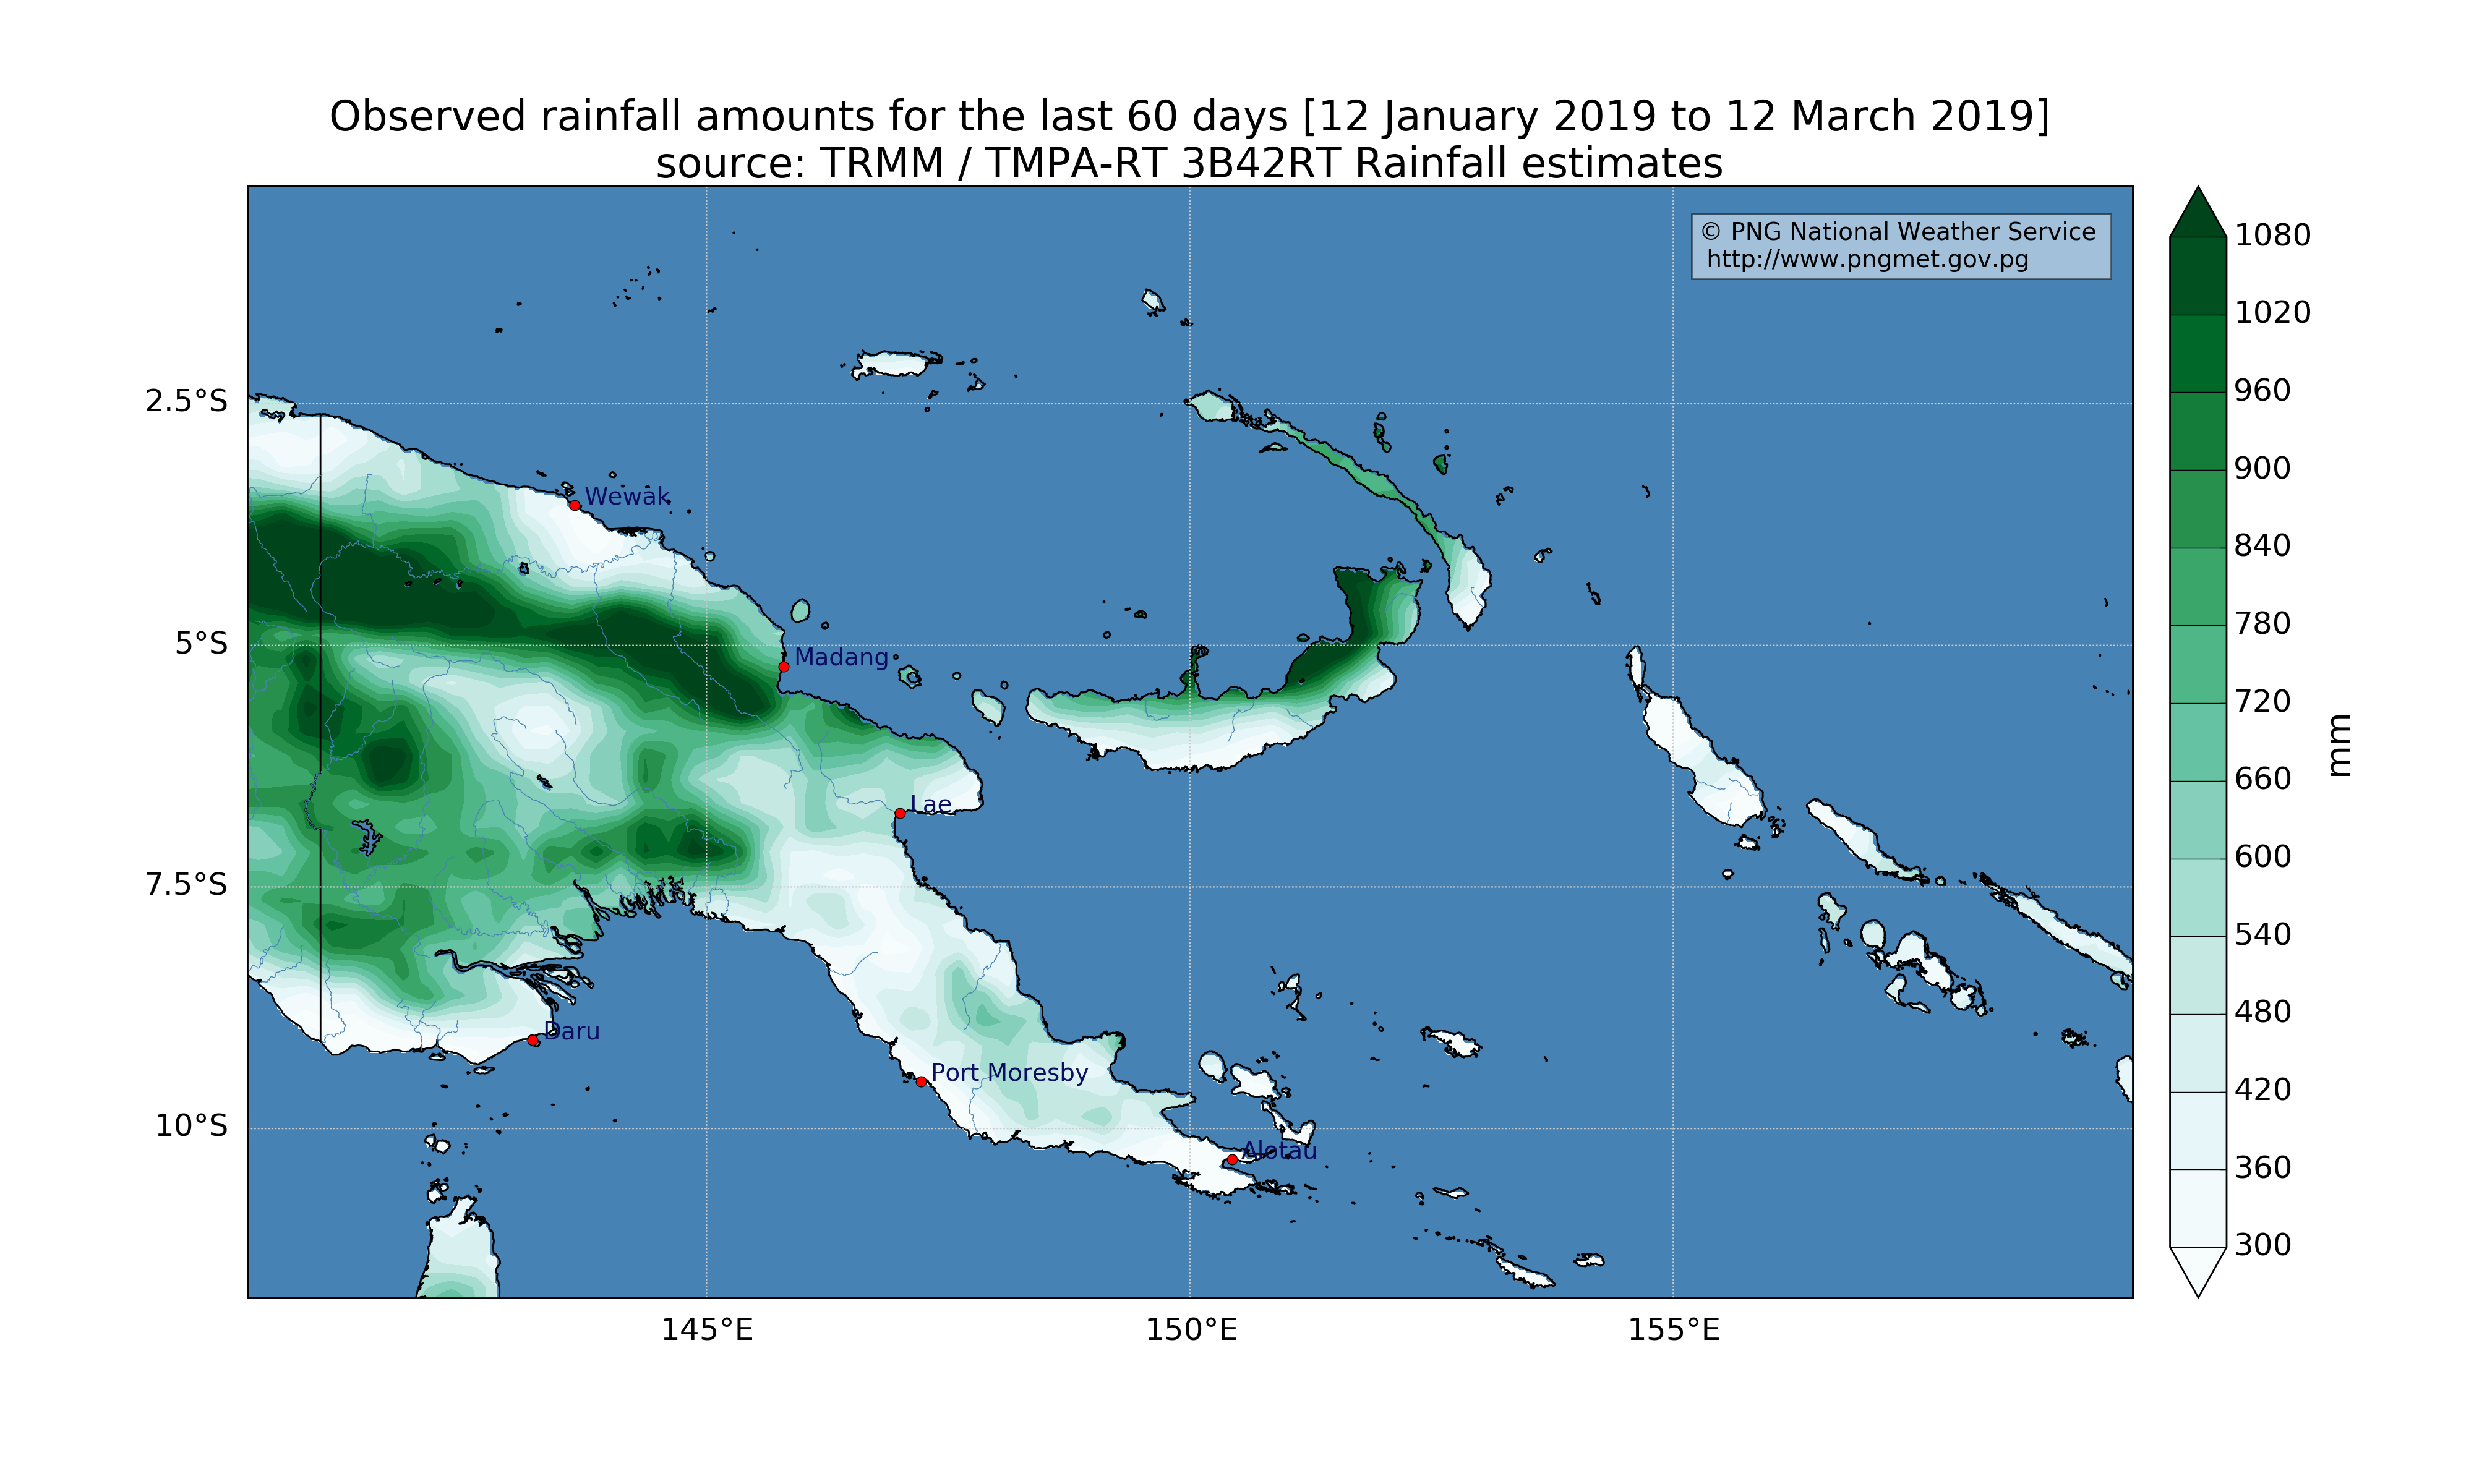 Observed rainfall amounts for the last 60 days [12 January 2019 to 12 March 2019]
source: TRMM / TMPA-RT 3B42RT Rainfall estimates
© PNG National Weather Service
http://www.pngmet.gov.pg
1080
1020
960
900
840
780
720
660
600
540
480
420
360
300
mm
2.5°S
5°S
7.5°S
10°S
Wewak
Madang
Lae
Daru
Port Moresby
Alotau
145°E
150°E
155°E